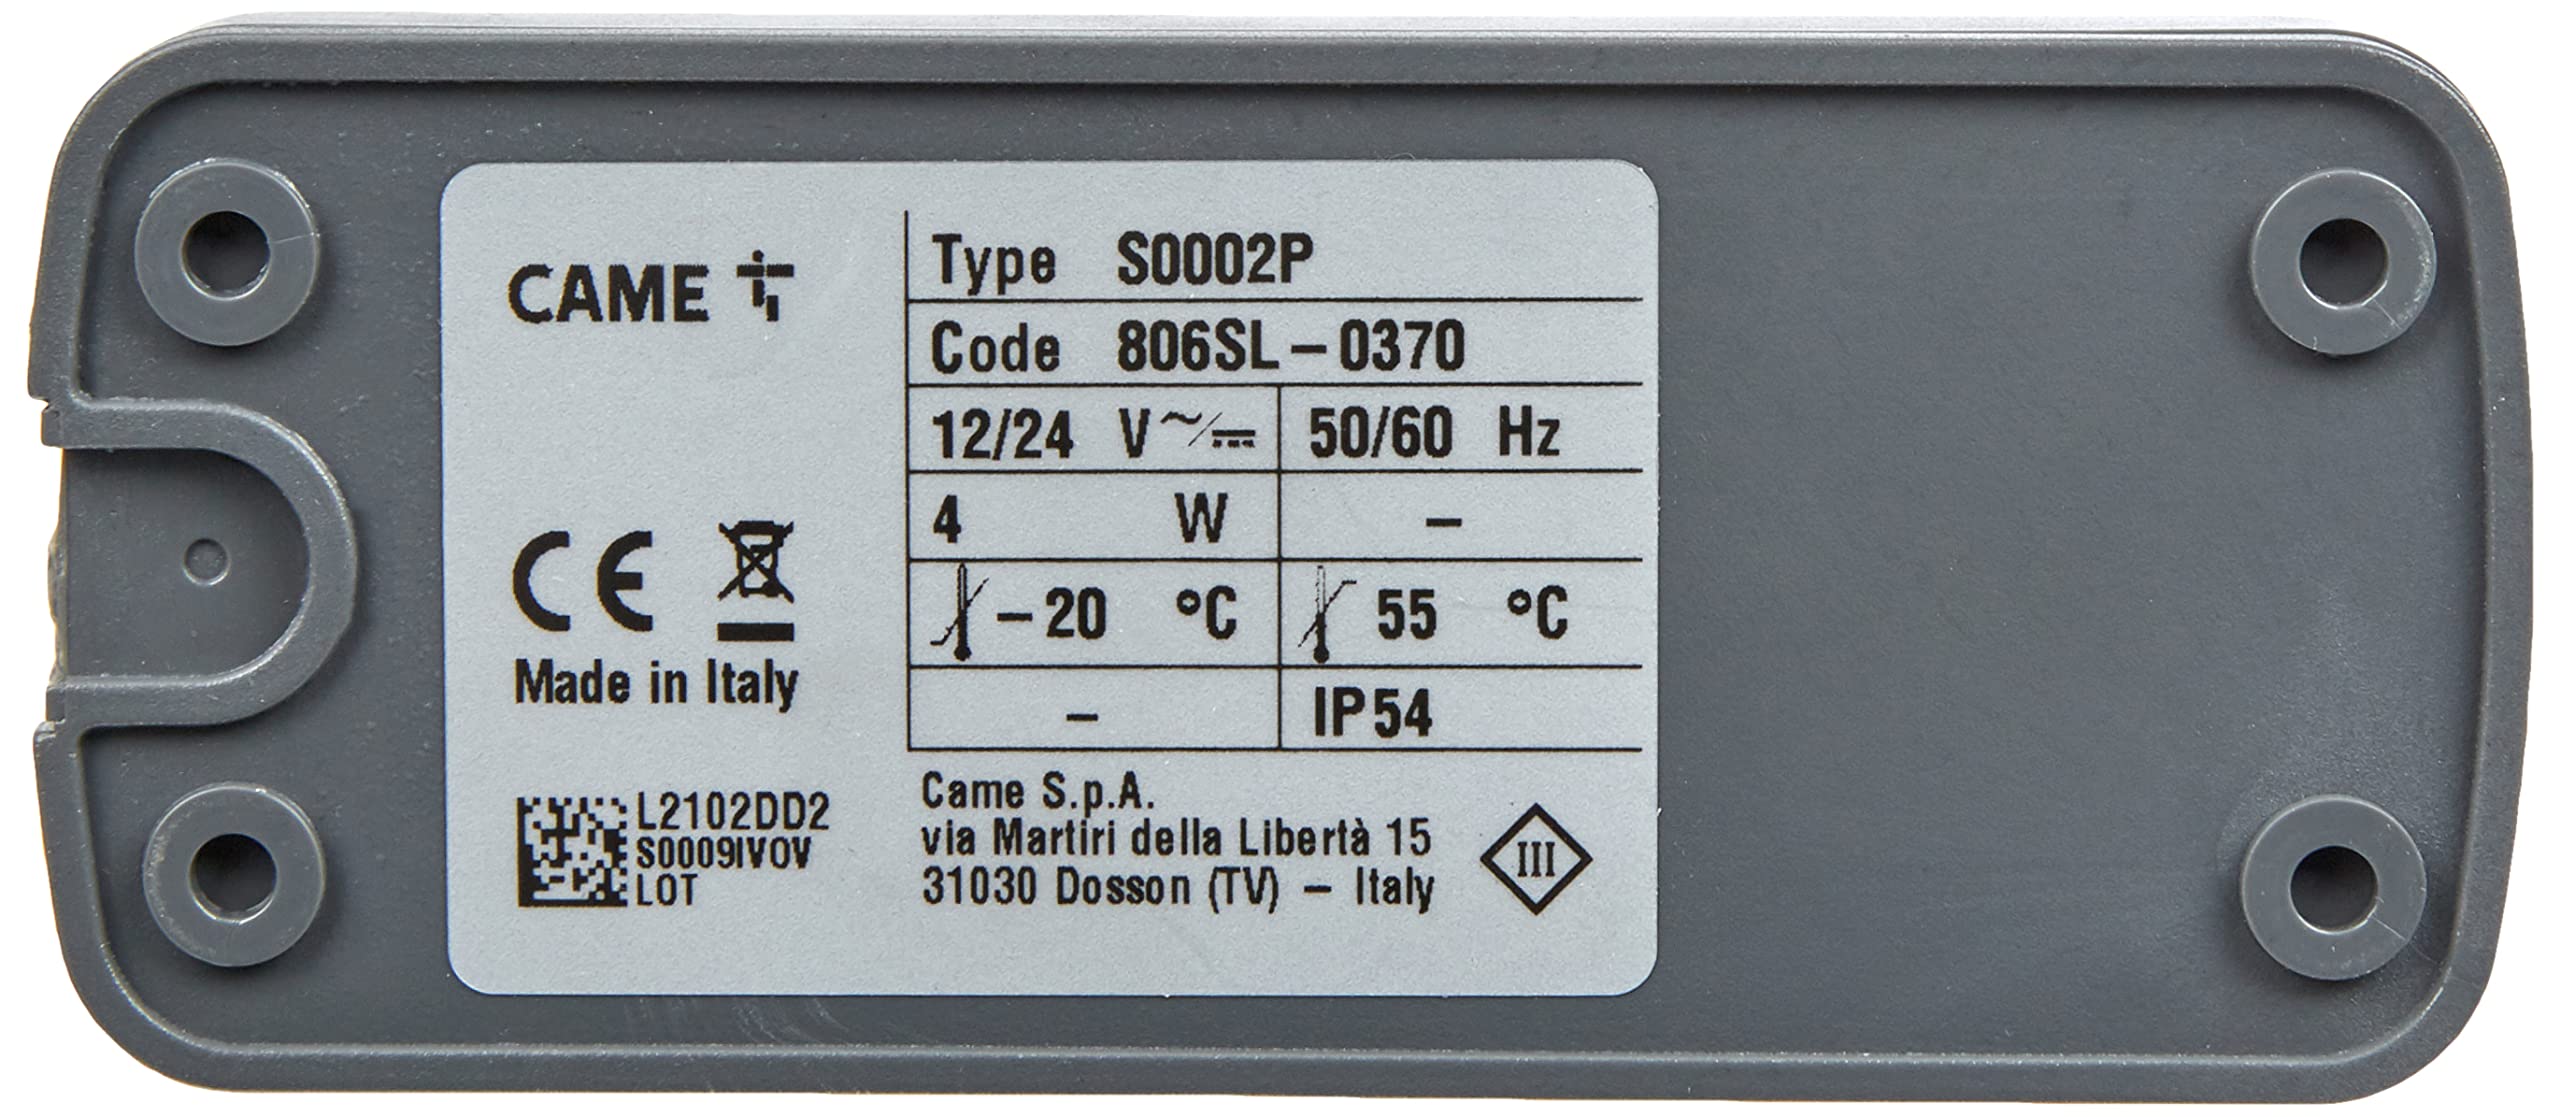 CAME
Type S0002P
Code 806SL-0370
12/24 V~/⎓ 50/60 Hz
4 W –
-20 °C 55 °C
– IP54
CE
Made in Italy
L2102DD2
S0009IVOV
LOT
Came S.p.A.
via Martiri della Libertà 15
31030 Dosson (TV) – Italy
III